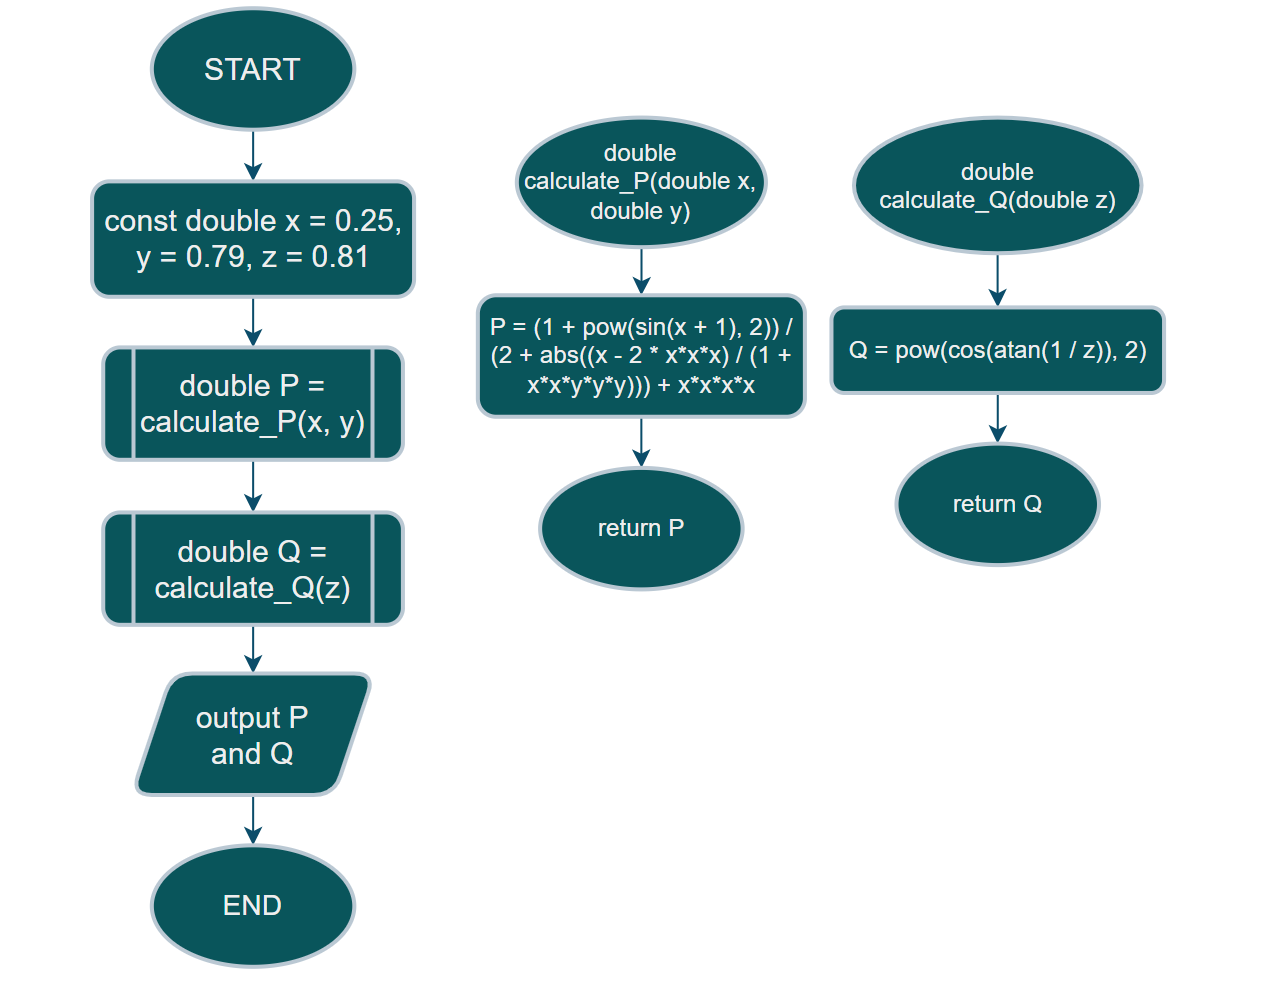 START
const double x = 0.25,
y = 0.79, z = 0.81
double P =
calculate_P(x, y)
double Q =
calculate_Q(z)
output P
and Q
END
double
calculate_P(double x,
double y)
P = (1 + pow(sin(x + 1), 2)) /
(2 + abs((x - 2 * x*x*x) / (1 +
x*x*y*y*y))) + x*x*x*x
return P
double
calculate_Q(double z)
Q = pow(cos(atan(1 / z)), 2)
return Q